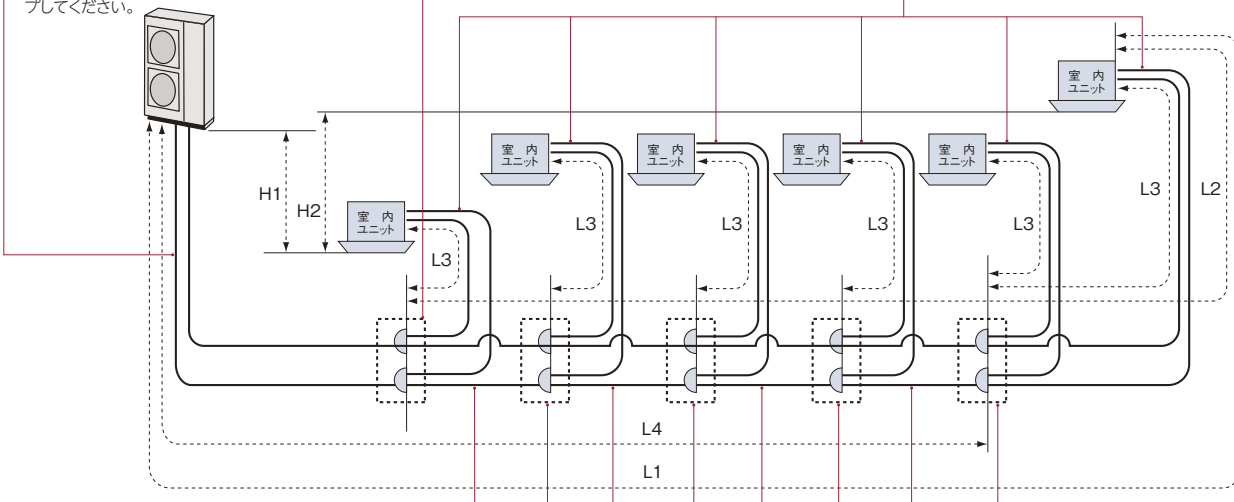 プしてください。
室 内
ユニット
室 内
ユニット
室 内
ユニット
室 内
ユニット
室 内
ユニット
室 内
ユニット
H1
H2
L3
L3
L3
L3
L3
L3
L2
L4
L1